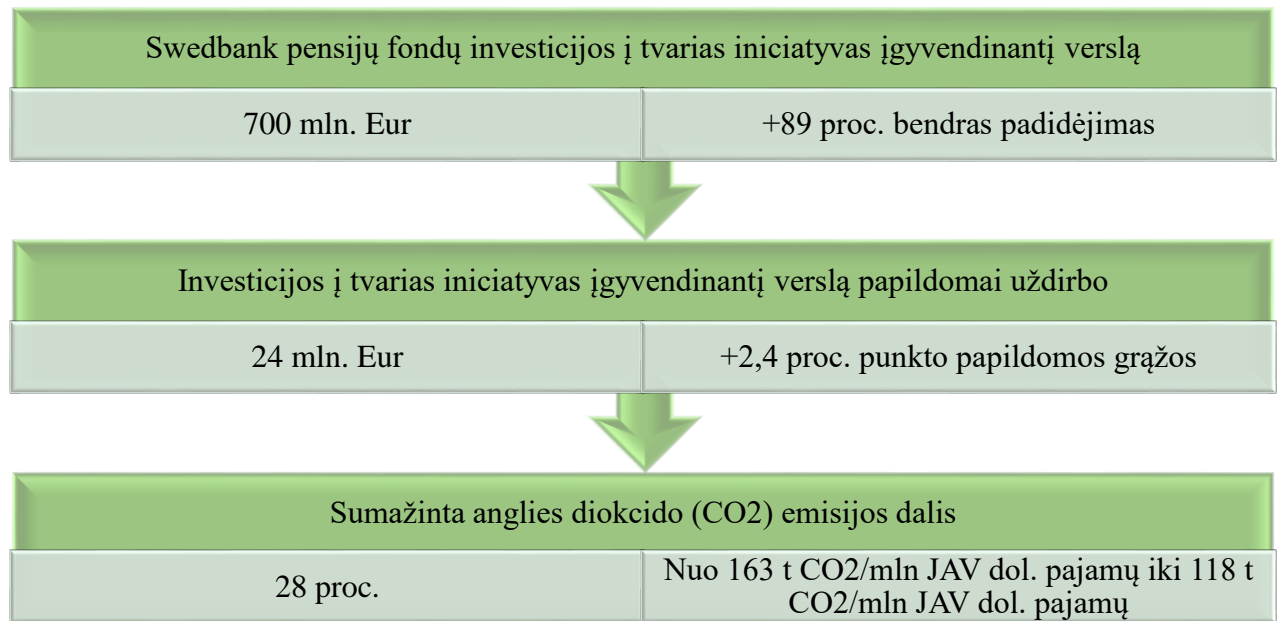 Swedbank pensijų fondų investicijos į tvarias iniciatyvas įgyvendinantį verslą
700 mln. Eur
+89 proc. bendras padidėjimas
Investicijos į tvarias iniciatyvas įgyvendinantį verslą papildomai uždirbo
24 mln. Eur
+2,4 proc. punkto papildomos grąžos
Sumažinta anglies diokcido (CO2) emisijos dalis
28 proc.
Nuo 163 t CO2/mln JAV dol. pajamų iki 118 t
CO2/mln JAV dol. pajamų